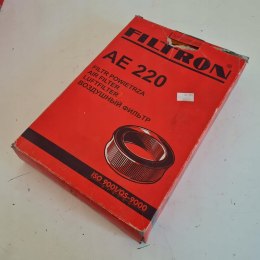 FILTRON
AE 220
FILTR POWIETRZA
AIR FILTER
LUFTFILTER
ВОЗДУШНЫЙ ФИЛЬТР
ISO 9001/QS-9000